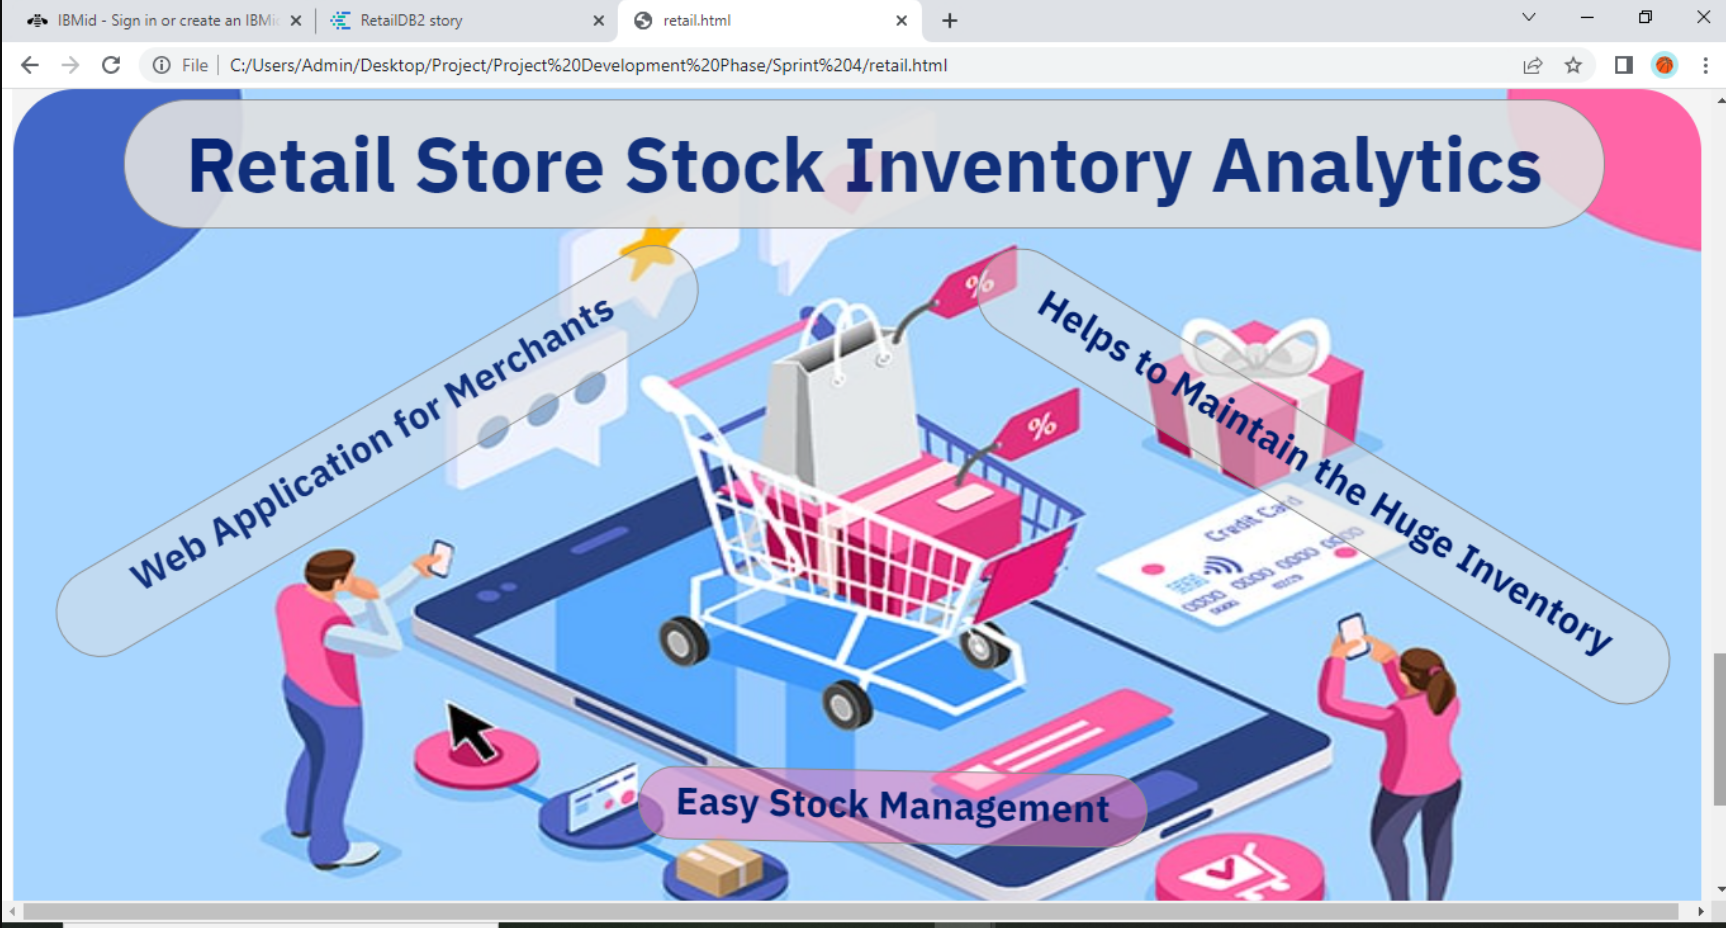 IBMid - Sign in or create an IBMi
RetailDB2 story
retail.html
File
C:/Users/Admin/Desktop/Project/Project%20Development%20Phase/Sprint%204/retail.html
Retail Store Stock Inventory Analytics
Web Application for Merchants
Helps to Maintain the Huge Inventory
%
%
Credit Card
0000 0000 0000
0000
Easy Stock Management